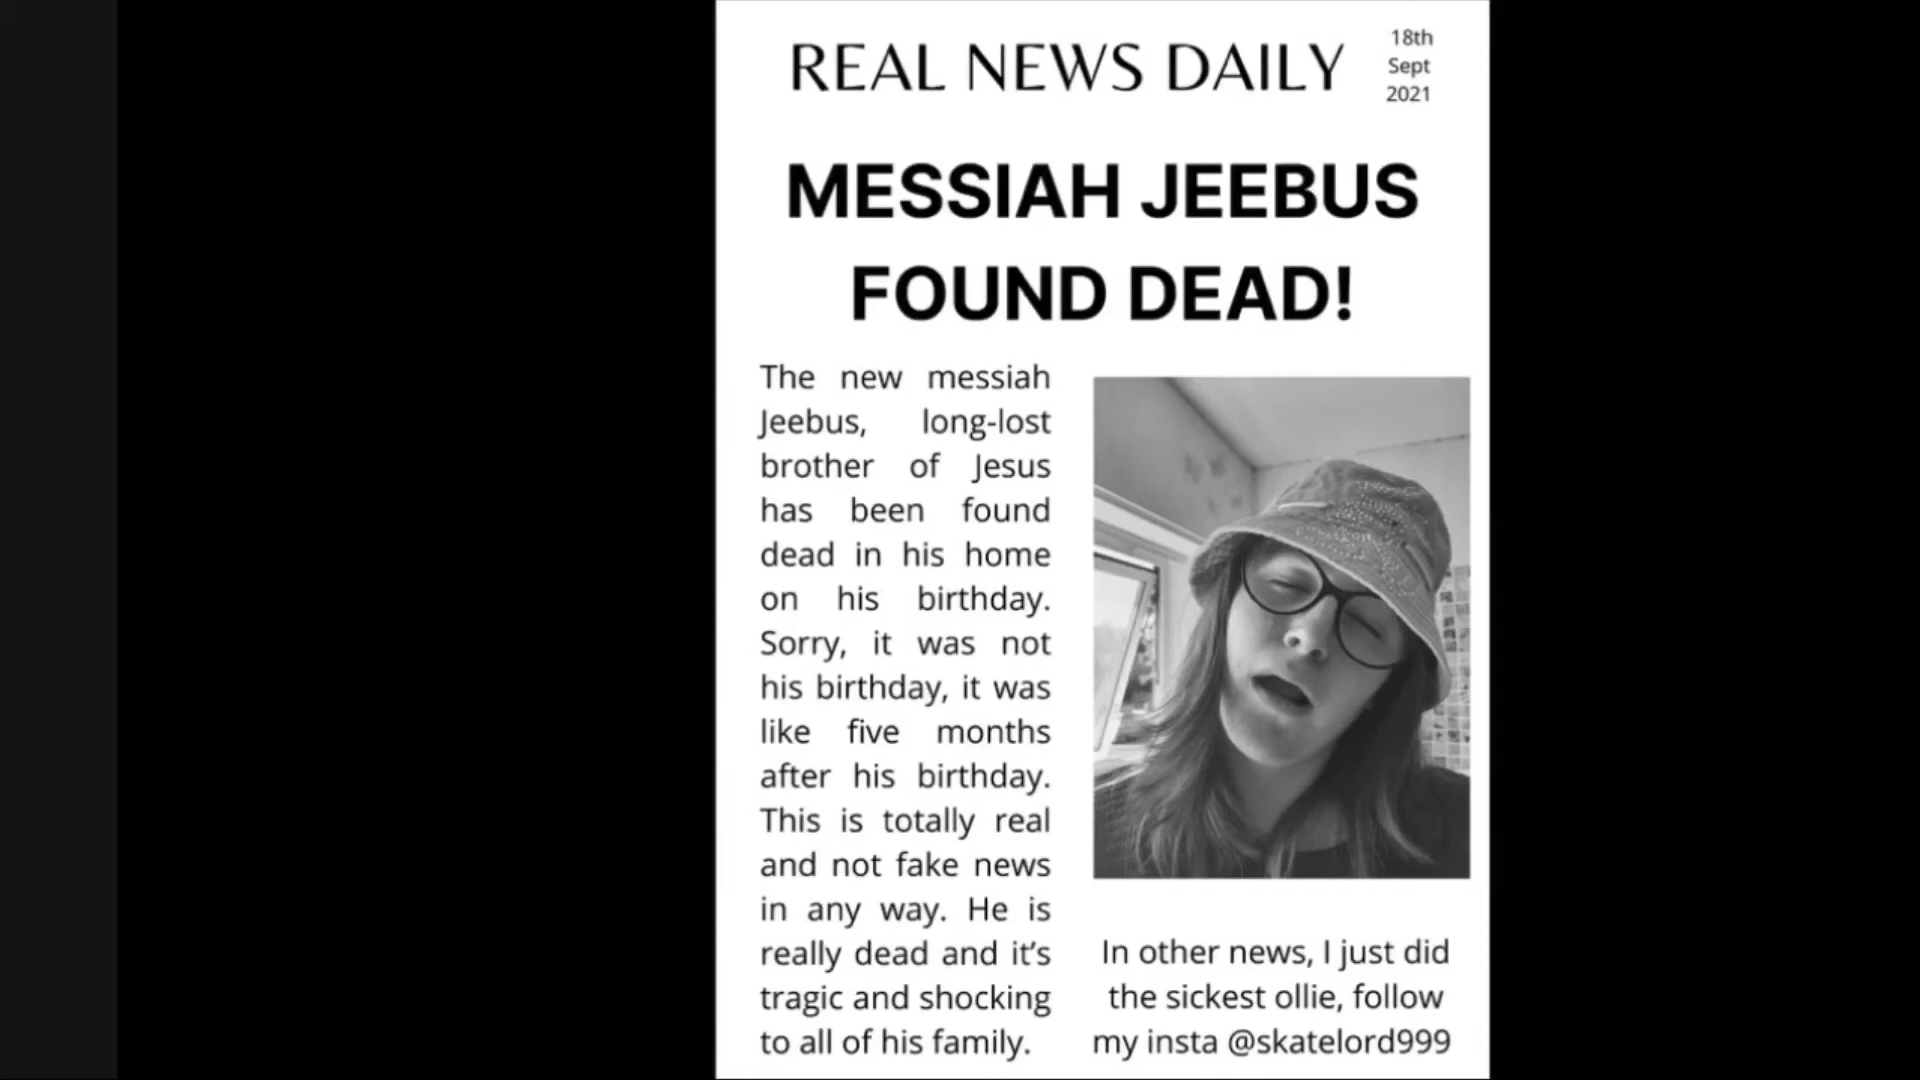 REAL NEWS DAILY
18th
Sept
2021
MESSIAH JEEBUS
FOUND DEAD!
The new messiah
Jeebus, long-lost
brother of Jesus
has been found
dead in his home
on his birthday.
Sorry, it was not
his birthday, it was
like five months
after his birthday.
This is totally real
and not fake news
in any way. He is
really dead and it’s
tragic and shocking
to all of his family.
In other news, I just did
the sickest ollie, follow
my insta @skatelord999